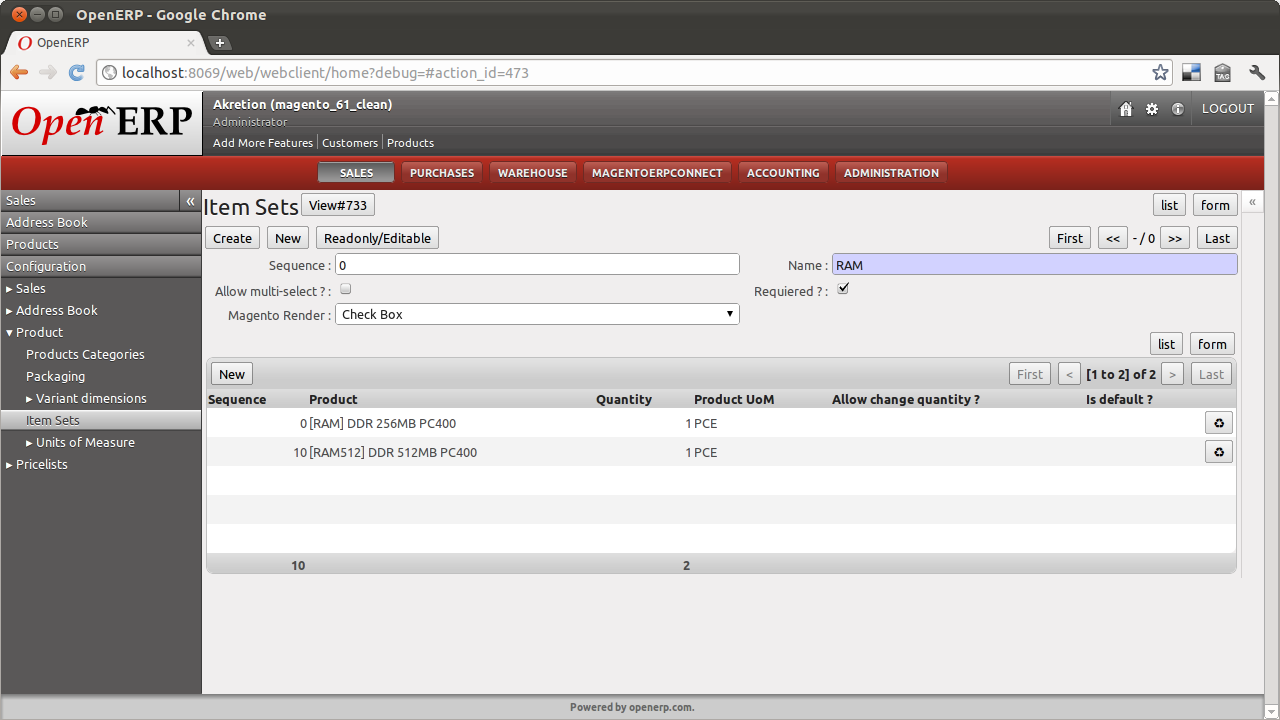 OpenERP - Google Chrome
OpenERP
localhost:8069/web/webclient/home?debug=#action_id=473
TAG
Open ERP
Akretion (magento_61_clean)
Administrator
LOGOUT
Add More Features Customers Products
SALES PURCHASES WAREHOUSE MAGENTOERPCONNECT ACCOUNTING ADMINISTRATION
Sales «
Address Book
Products
Configuration
Sales
Address Book
Product
Products Categories
Packaging
Variant dimensions
Item Sets
Units of Measure
Pricelists
Item Sets View#733 list form «
Create New Readonly/Editable First << - / 0 >> Last
Sequence : 0 Name : RAM
Allow multi-select ? : Requiered ? :
Magento Render : Check Box
list form
New First < [1 to 2] of 2 > Last
Sequence Product Quantity Product UoM Allow change quantity ? Is default ?
0 [RAM] DDR 256MB PC400 1 PCE
10 [RAM512] DDR 512MB PC400 1 PCE
10 2
Powered by openerp.com.